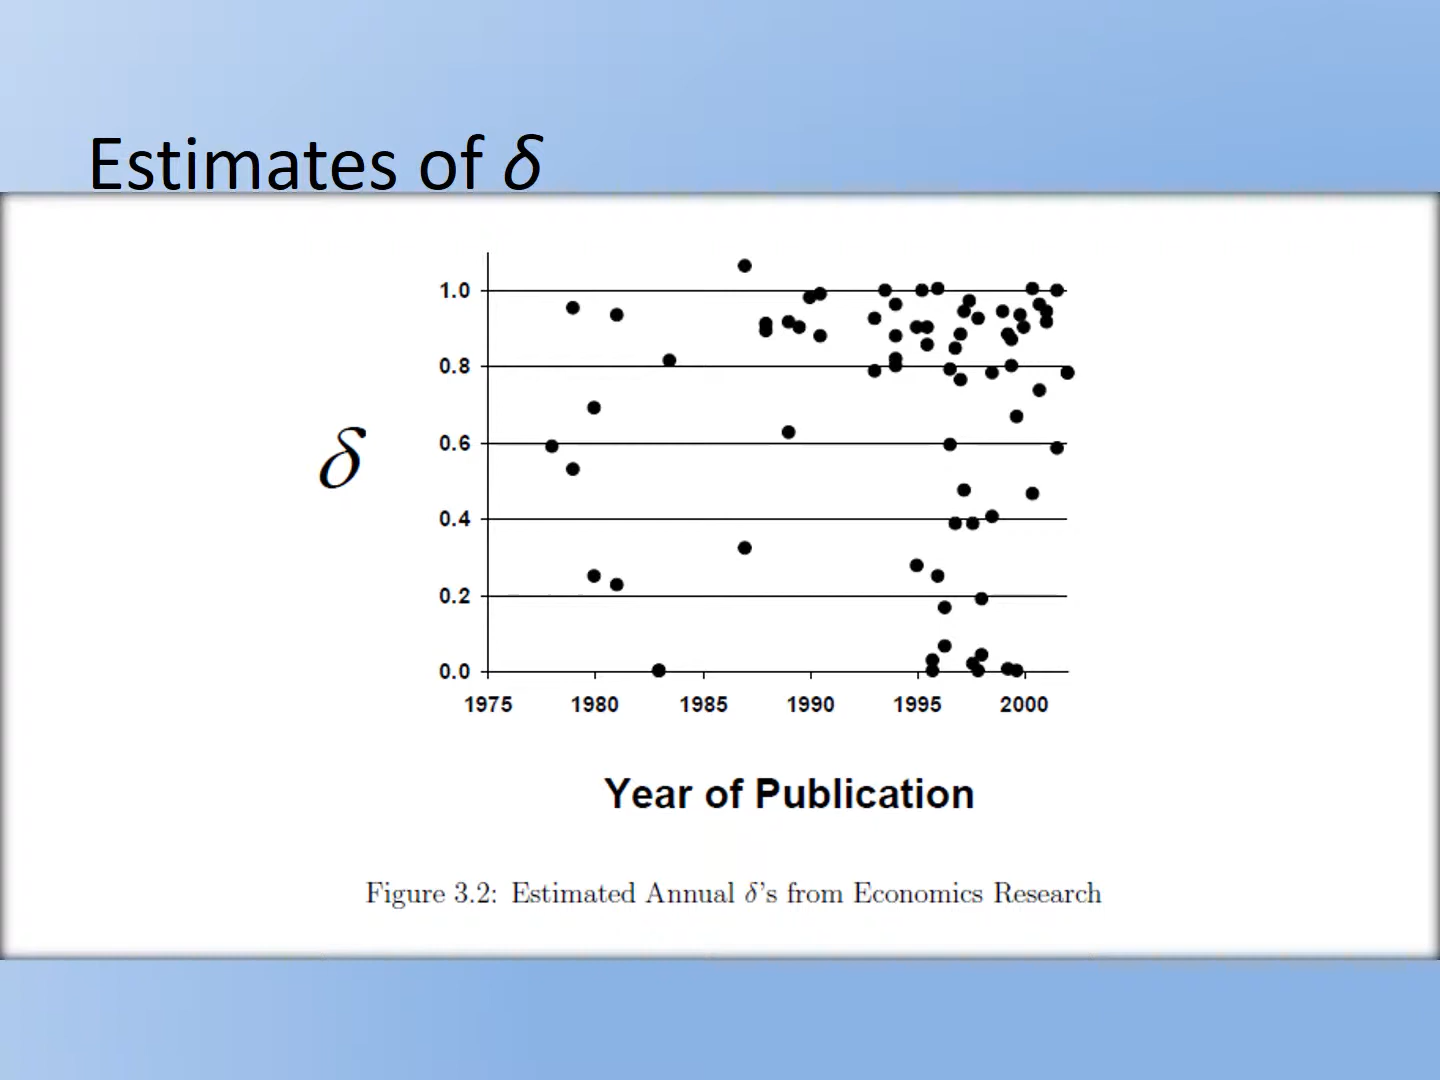 Estimates of δ
1.0
0.8
δ
0.6
0.4
0.2
0.0
1975 1980 1985 1990 1995 2000
Year of Publication
Figure 3.2: Estimated Annual δ's from Economics Research